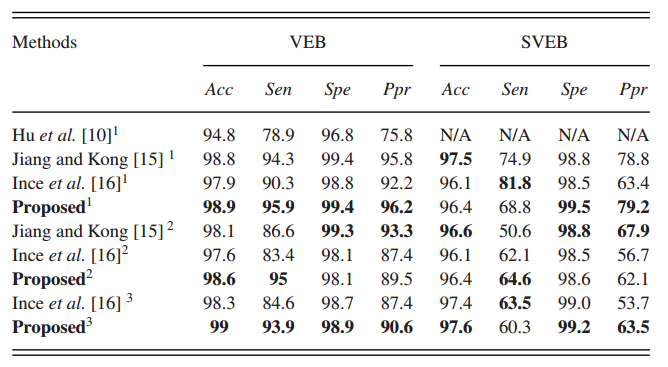 Methods VEB SVEB
Acc Sen Spe Ppr Acc Sen Spe Ppr
Hu et al. [10]¹ 94.8 78.9 96.8 75.8 N/A N/A N/A N/A
Jiang and Kong [15] ¹ 98.8 94.3 99.4 95.8 97.5 74.9 98.8 78.8
Ince et al. [16]¹ 97.9 90.3 98.8 92.2 96.1 81.8 98.5 63.4
Proposed¹ 98.9 95.9 99.4 96.2 96.4 68.8 99.5 79.2
Jiang and Kong [15] ² 98.1 86.6 99.3 93.3 96.6 50.6 98.8 67.9
Ince et al. [16]² 97.6 83.4 98.1 87.4 96.1 62.1 98.5 56.7
Proposed² 98.6 95 98.1 89.5 96.4 64.6 98.6 62.1
Ince et al. [16] ³ 98.3 84.6 98.7 87.4 97.4 63.5 99.0 53.7
Proposed³ 99 93.9 98.9 90.6 97.6 60.3 99.2 63.5